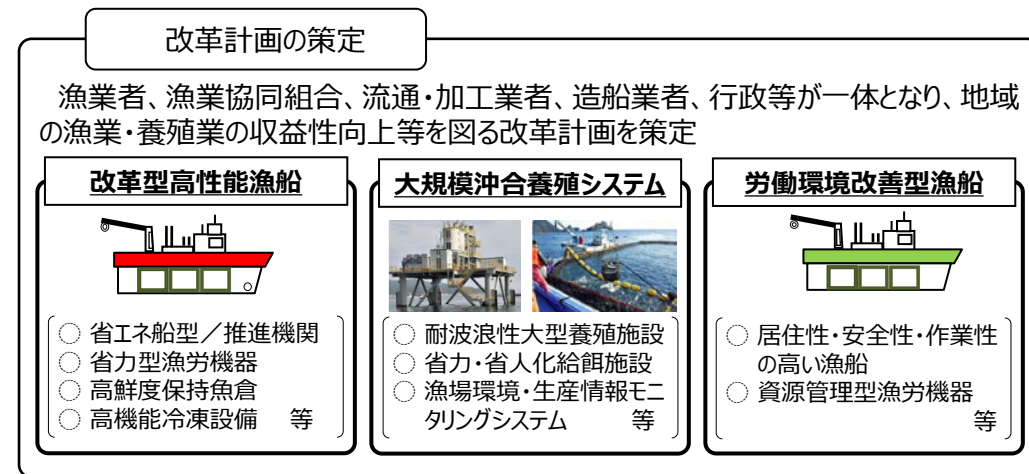 改革計画の策定
漁業者、漁業協同組合、流通・加工業者、造船業者、行政等が一体となり、地域
の漁業・養殖業の収益性向上等を図る改革計画を策定
改革型高性能漁船
○ 省エネ船型／推進機関
○ 省力型漁労機器
○ 高鮮度保持魚倉
○ 高機能冷凍設備　等
大規模沖合養殖システム
○ 耐波浪性大型養殖施設
○ 省力・省人化給餌施設
○ 漁場環境・生産情報モニ
タリングシステム　等
労働環境改善型漁船
○ 居住性・安全性・作業性
の高い漁船
○ 資源管理型漁労機器
等